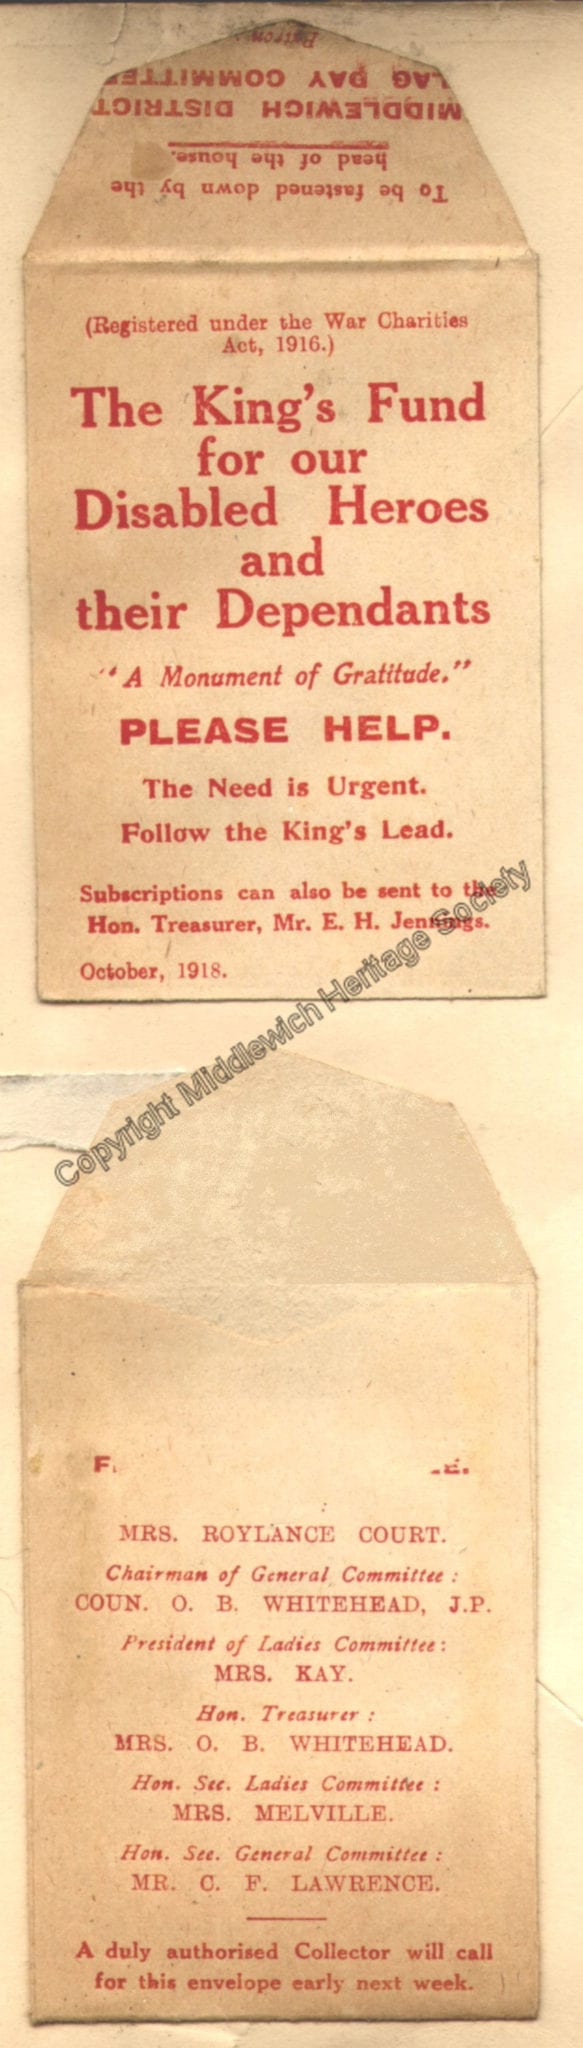 To be fastened down by the
head of the house.
MIDDLEWICH DISTRICT
LAG DAY COMMITTEE
Patron:
(Registered under the War Charities
Act, 1916.)
The King's Fund
for our
Disabled Heroes
and
their Dependants
"A Monument of Gratitude."
PLEASE HELP.
The Need is Urgent.
Follow the King's Lead.
Subscriptions can also be sent to the
Hon. Treasurer, Mr. E. H. Jennings.
October, 1918.
Copyright Middlewich Heritage Society
MRS. ROYLANCE COURT.
Chairman of General Committee :
COUN. O. B. WHITEHEAD, J.P.
President of Ladies Committee :
MRS. KAY.
Hon. Treasurer :
MRS. O. B. WHITEHEAD.
Hon. Sec. Ladies Committee :
MRS. MELVILLE.
Hon. Sec. General Committee :
MR. C. F. LAWRENCE.
A duly authorised Collector will call
for this envelope early next week.